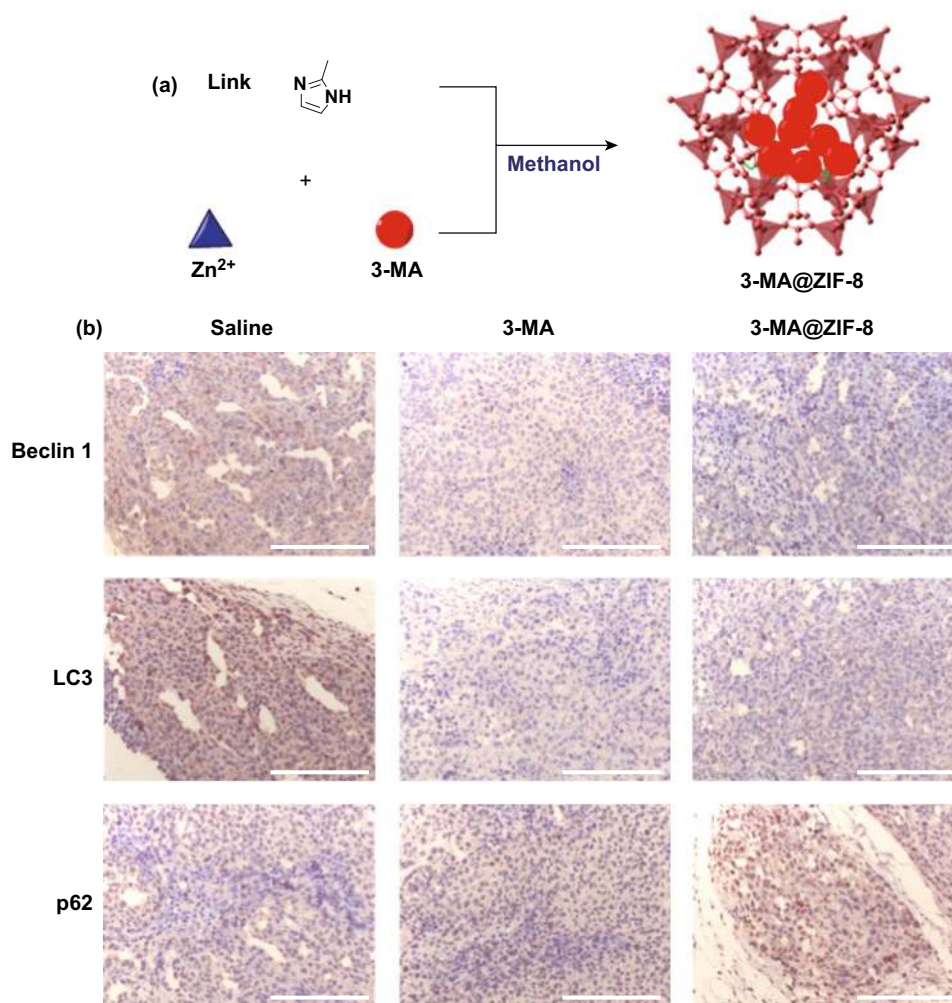 (a) Link
N
NH
+
Methanol
Zn²⁺
3-MA
3-MA@ZIF-8
(b) Saline 3-MA 3-MA@ZIF-8
Beclin 1
LC3
p62